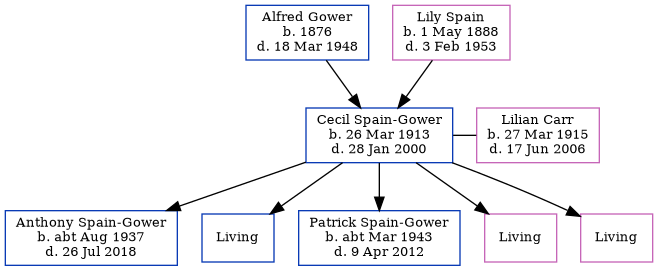 Alfred Gower
b. 1876
d. 18 Mar 1948
Lily Spain
b. 1 May 1888
d. 3 Feb 1953
Cecil Spain-Gower
b. 26 Mar 1913
d. 28 Jan 2000
Lilian Carr
b. 27 Mar 1915
d. 17 Jun 2006
Anthony Spain-Gower
b. abt Aug 1937
d. 26 Jul 2018
Living
Patrick Spain-Gower
b. abt Mar 1943
d. 9 Apr 2012
Living
Living